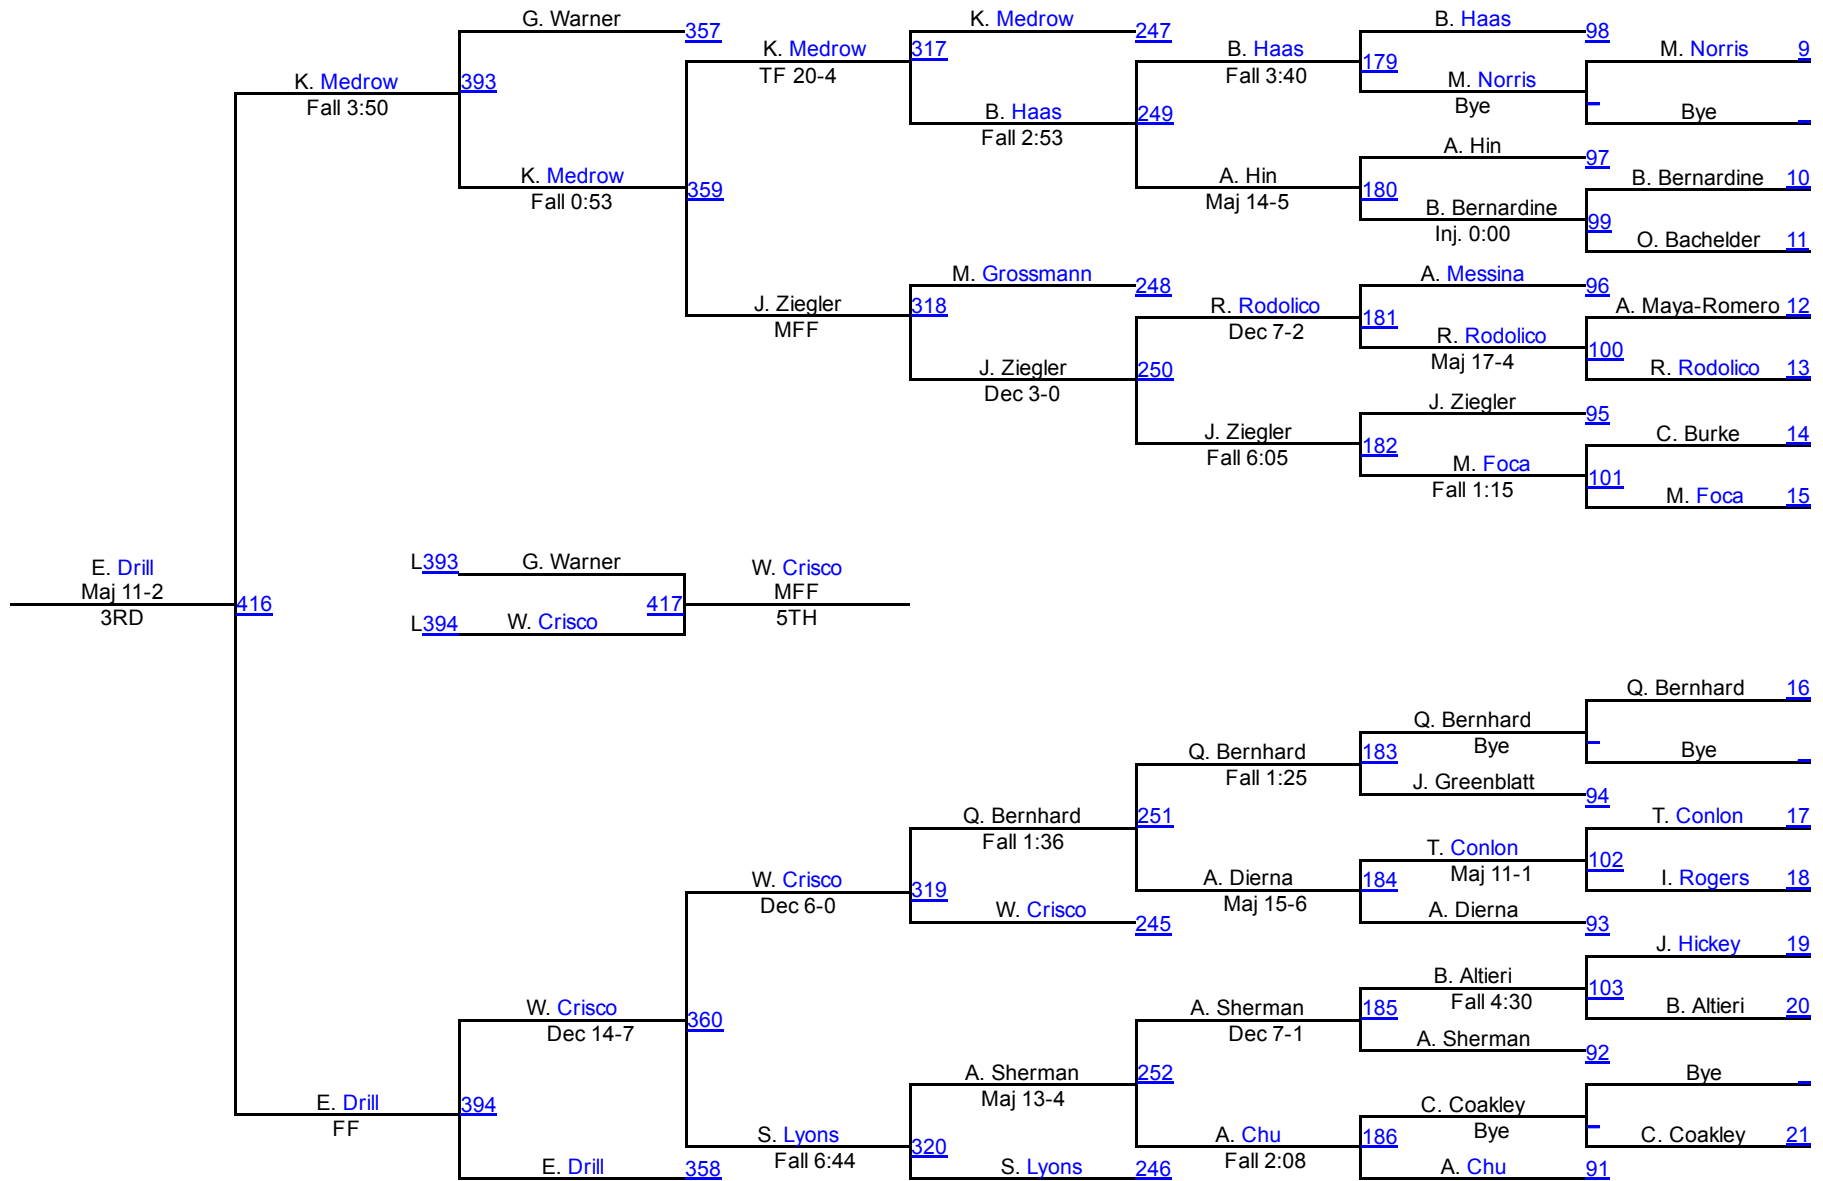 G. Warner
357
K. Medrow
247
B. Haas
98
M. Norris 9
K. Medrow
TF 20-4
317
B. Haas
Fall 3:40
179
M. Norris
Bye
Bye
K. Medrow
Fall 3:50
393
B. Haas
Fall 2:53
249
A. Hin
97
K. Medrow
Fall 0:53
359
A. Hin
Maj 14-5
180
B. Bernardine 10
B. Bernardine
Inj. 0:00
99
O. Bachelder 11
M. Grossmann
248
A. Messina
96
J. Ziegler
MFF
318
R. Rodolico
Dec 7-2
181
A. Maya-Romero 12
R. Rodolico
Maj 17-4
100
R. Rodolico 13
J. Ziegler
Dec 3-0
250
J. Ziegler
95
J. Ziegler
Fall 6:05
182
C. Burke 14
M. Foca
Fall 1:15
101
M. Foca 15
E. Drill
Maj 11-2
3RD
416
L393 G. Warner
W. Crisco
MFF
5TH
417
L394 W. Crisco
Q. Bernhard 16
Q. Bernhard
Bye
Bye
Q. Bernhard
Fall 1:25
183
J. Greenblatt
94
Q. Bernhard
Fall 1:36
251
T. Conlon 17
T. Conlon
Maj 11-1
102
I. Rogers 18
W. Crisco
Dec 6-0
319
A. Dierna
Maj 15-6
184
A. Dierna
93
W. Crisco
245
J. Hickey 19
B. Altieri
Fall 4:30
103
B. Altieri 20
W. Crisco
Dec 14-7
360
A. Sherman
Dec 7-1
185
A. Sherman
92
A. Sherman
Maj 13-4
252
Bye
C. Coakley
Bye
C. Coakley 21
E. Drill
FF
394
S. Lyons
Fall 6:44
320
A. Chu
Fall 2:08
186
E. Drill
358
S. Lyons
246
A. Chu
91